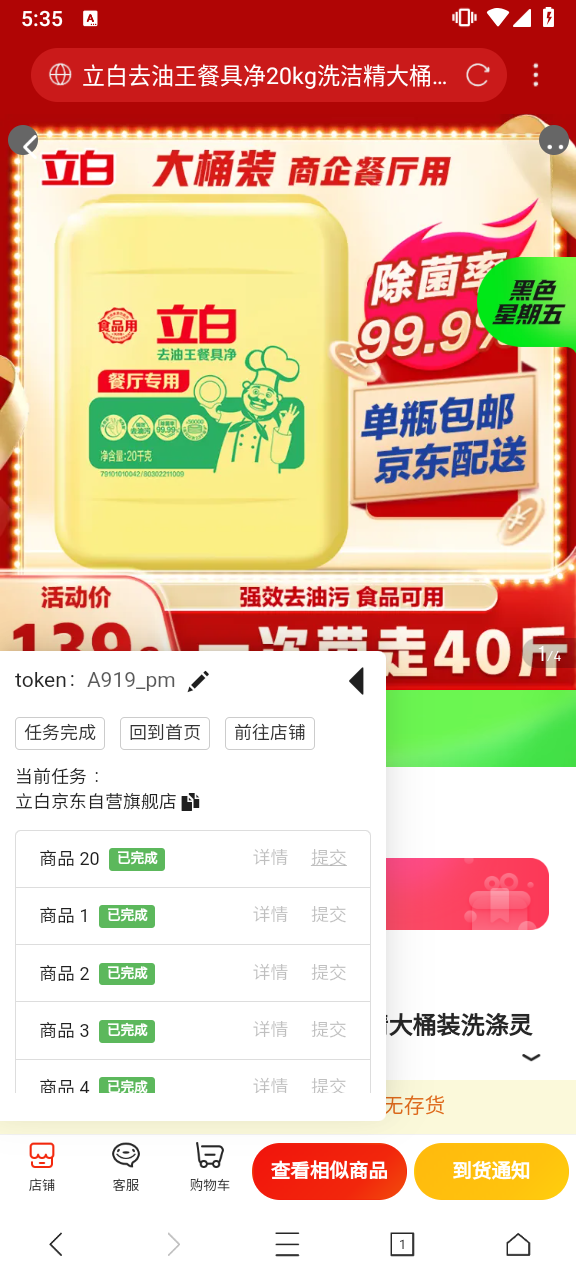 5:35
A
立白去油王餐具净20kg洗洁精大桶...
立白 大桶装 商企餐厅用
除菌率
99.9%
黑色
星期五
食品用
立白
去油王餐具净
餐厅专用
99.99%
净含量:20千克
79101010042/80302211009
单瓶包邮
京东配送
活动价
强效去油污 食品可用
139
一次带走40斤
1/4
token： A919_pm
任务完成 回到首页 前往店铺
当前任务 :
立白京东自营旗舰店
商品 20 已完成 详情 提交
商品 1 已完成 详情 提交
商品 2 已完成 详情 提交
商品 3 已完成 详情 提交
商品 4 已完成 详情 提交
大桶装洗涤灵
无存货
店铺 客服 购物车 查看相似商品 到货通知
1